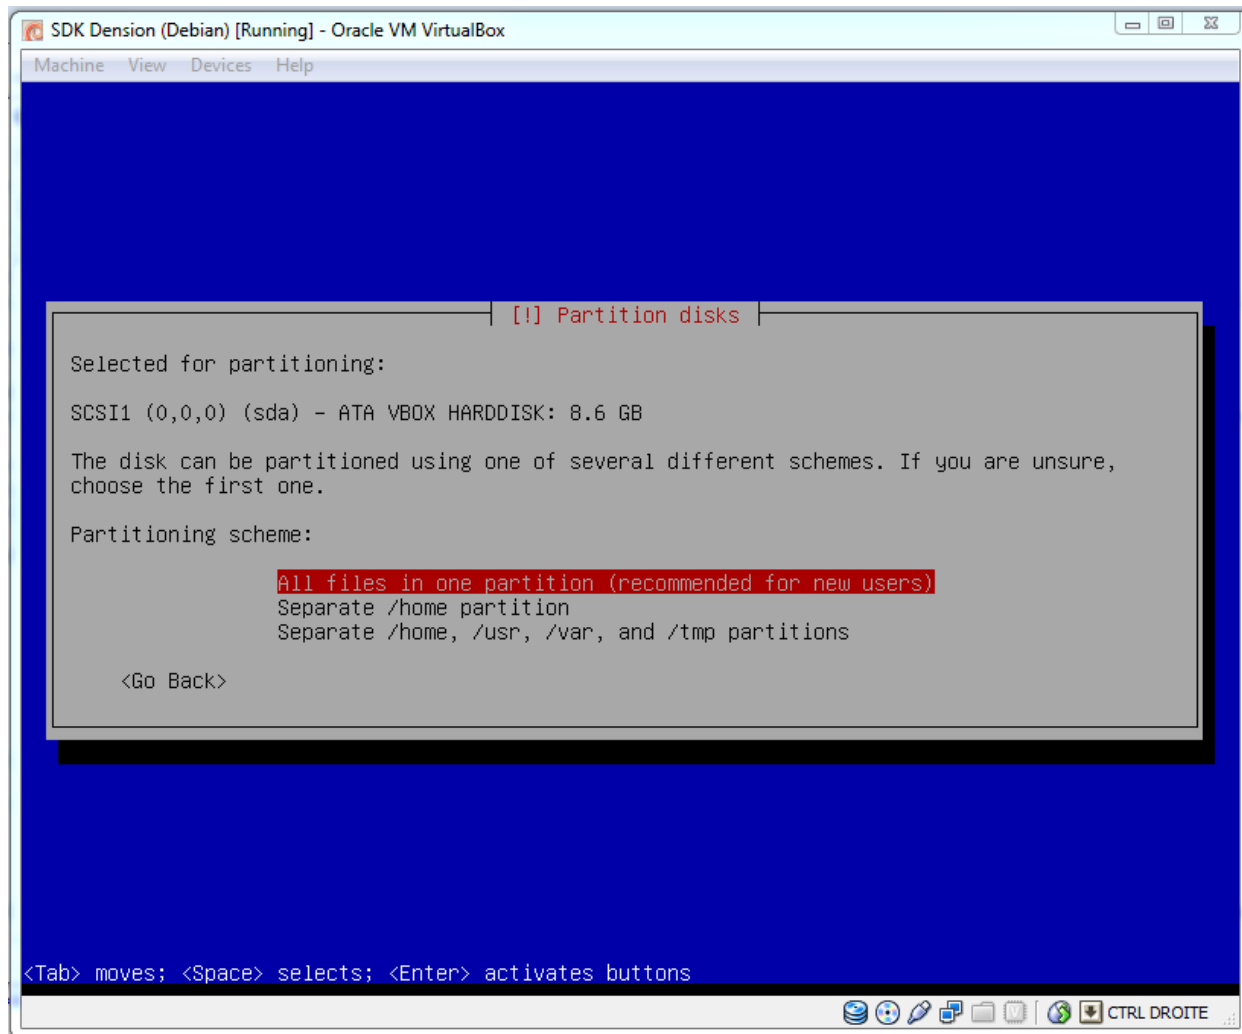 SDK Dension (Debian) [Running] - Oracle VM VirtualBox
Machine View Devices Help
[!] Partition disks
Selected for partitioning:
SCSI1 (0,0,0) (sda) - ATA VBOX HARDDISK: 8.6 GB
The disk can be partitioned using one of several different schemes. If you are unsure,
choose the first one.
Partitioning scheme:
All files in one partition (recommended for new users)
Separate /home partition
Separate /home, /usr, /var, and /tmp partitions
<Go Back>
<Tab> moves; <Space> selects; <Enter> activates buttons
CTRL DROITE